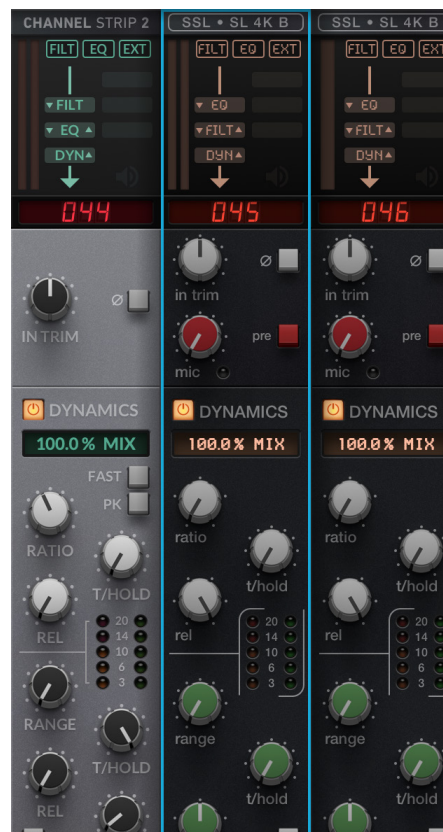 CHANNEL STRIP 2
FILT EQ EXT
FILT
EQ
DYN
044
IN TRIM
Ø
DYNAMICS
100.0 % MIX
FAST
PK
RATIO
T/HOLD
REL
20
14
10
6
3
RANGE
T/HOLD
REL
SSL • SL 4K B
FILT EQ EXT
EQ
FILT
DYN
045
Ø
in trim
pre
mic
DYNAMICS
100.0% MIX
ratio
t/hold
rel
20
14
10
6
3
range
t/hold
SSL • SL 4K B
FILT EQ EXT
EQ
FILT
DYN
046
Ø
in trim
pre
mic
DYNAMICS
100.0% MIX
ratio
t/hold
rel
20
14
10
6
3
range
t/hold